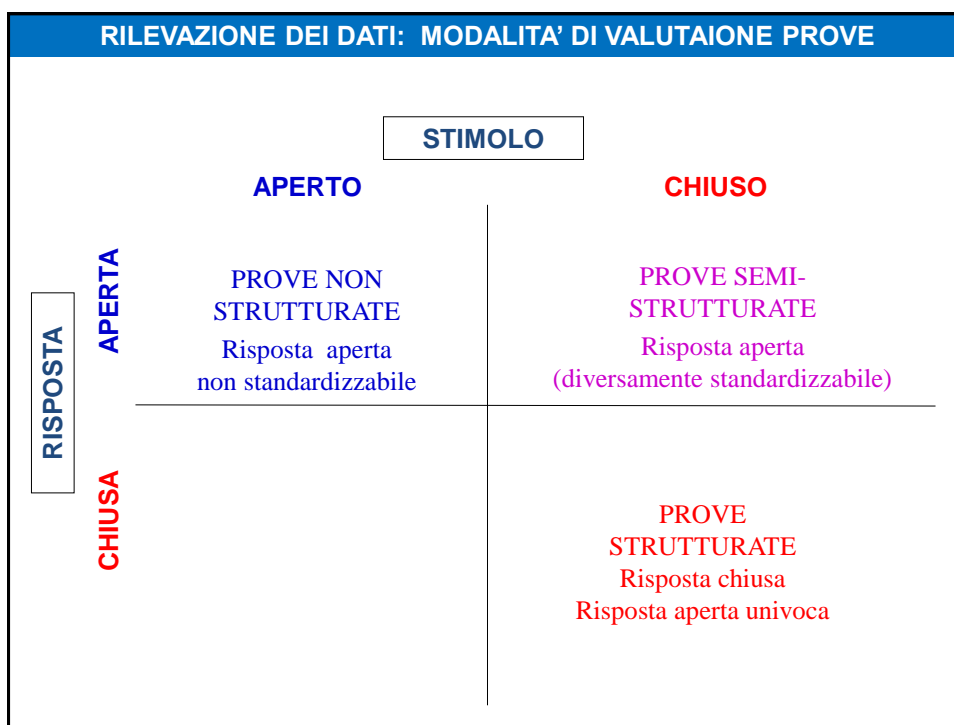 RILEVAZIONE DEI DATI: MODALITA’ DI VALUTAIONE PROVE
STIMOLO
APERTO
CHIUSO
RISPOSTA
APERTA
PROVE NON
STRUTTURATE
Risposta aperta
non standardizzabile
PROVE SEMI-
STRUTTURATE
Risposta aperta
(diversamente standardizzabile)
CHIUSA
PROVE
STRUTTURATE
Risposta chiusa
Risposta aperta univoca